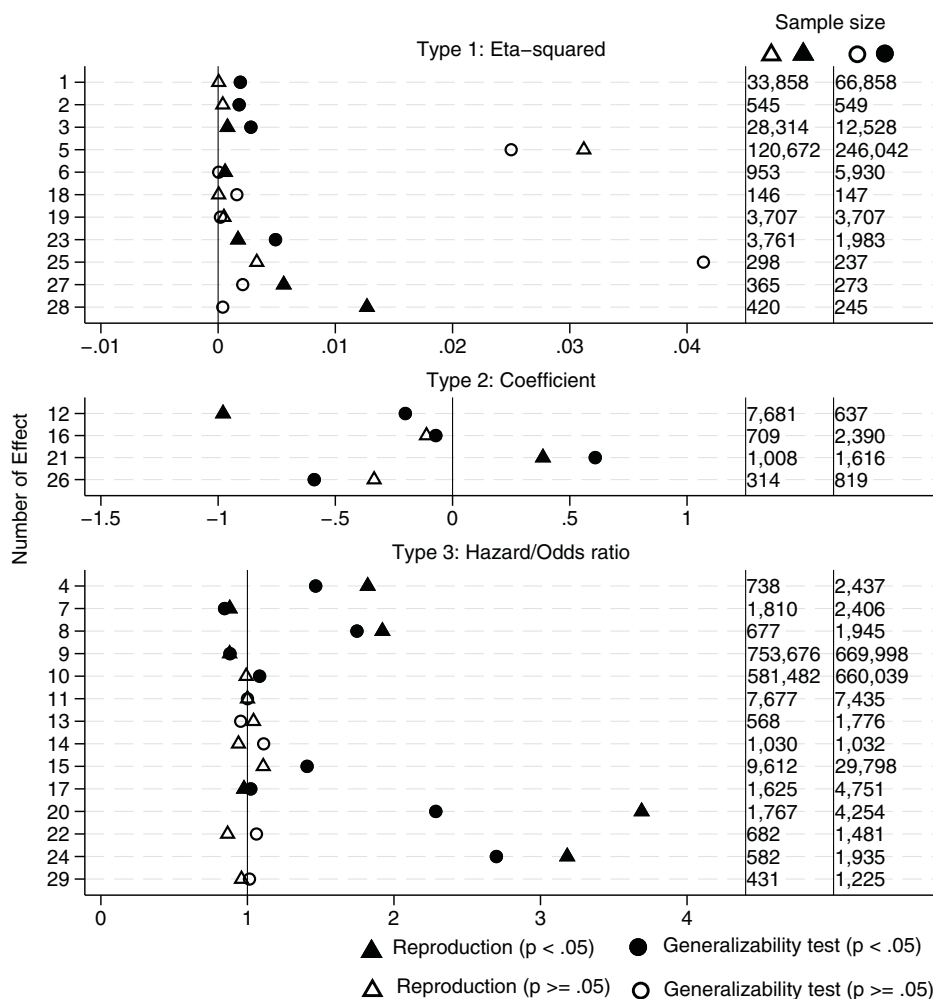 Sample size
Type 1: Eta−squared
1 33,858 66,858
2 545 549
3 28,314 12,528
5 120,672 246,042
6 953 5,930
18 146 147
19 3,707 3,707
23 3,761 1,983
25 298 237
27 365 273
28 420 245
−.01 0 .01 .02 .03 .04
Type 2: Coefficient
12 7,681 637
16 709 2,390
21 1,008 1,616
26 314 819
−1.5 −1 −.5 0 .5 1
Number of Effect
Type 3: Hazard/Odds ratio
4 738 2,437
7 1,810 2,406
8 677 1,945
9 753,676 669,998
10 581,482 660,039
11 7,677 7,435
13 568 1,776
14 1,030 1,032
15 9,612 29,798
17 1,625 4,751
20 1,767 4,254
22 682 1,481
24 582 1,935
29 431 1,225
0 1 2 3 4
Reproduction (p < .05) Generalizability test (p < .05)
Reproduction (p >= .05) Generalizability test (p >= .05)